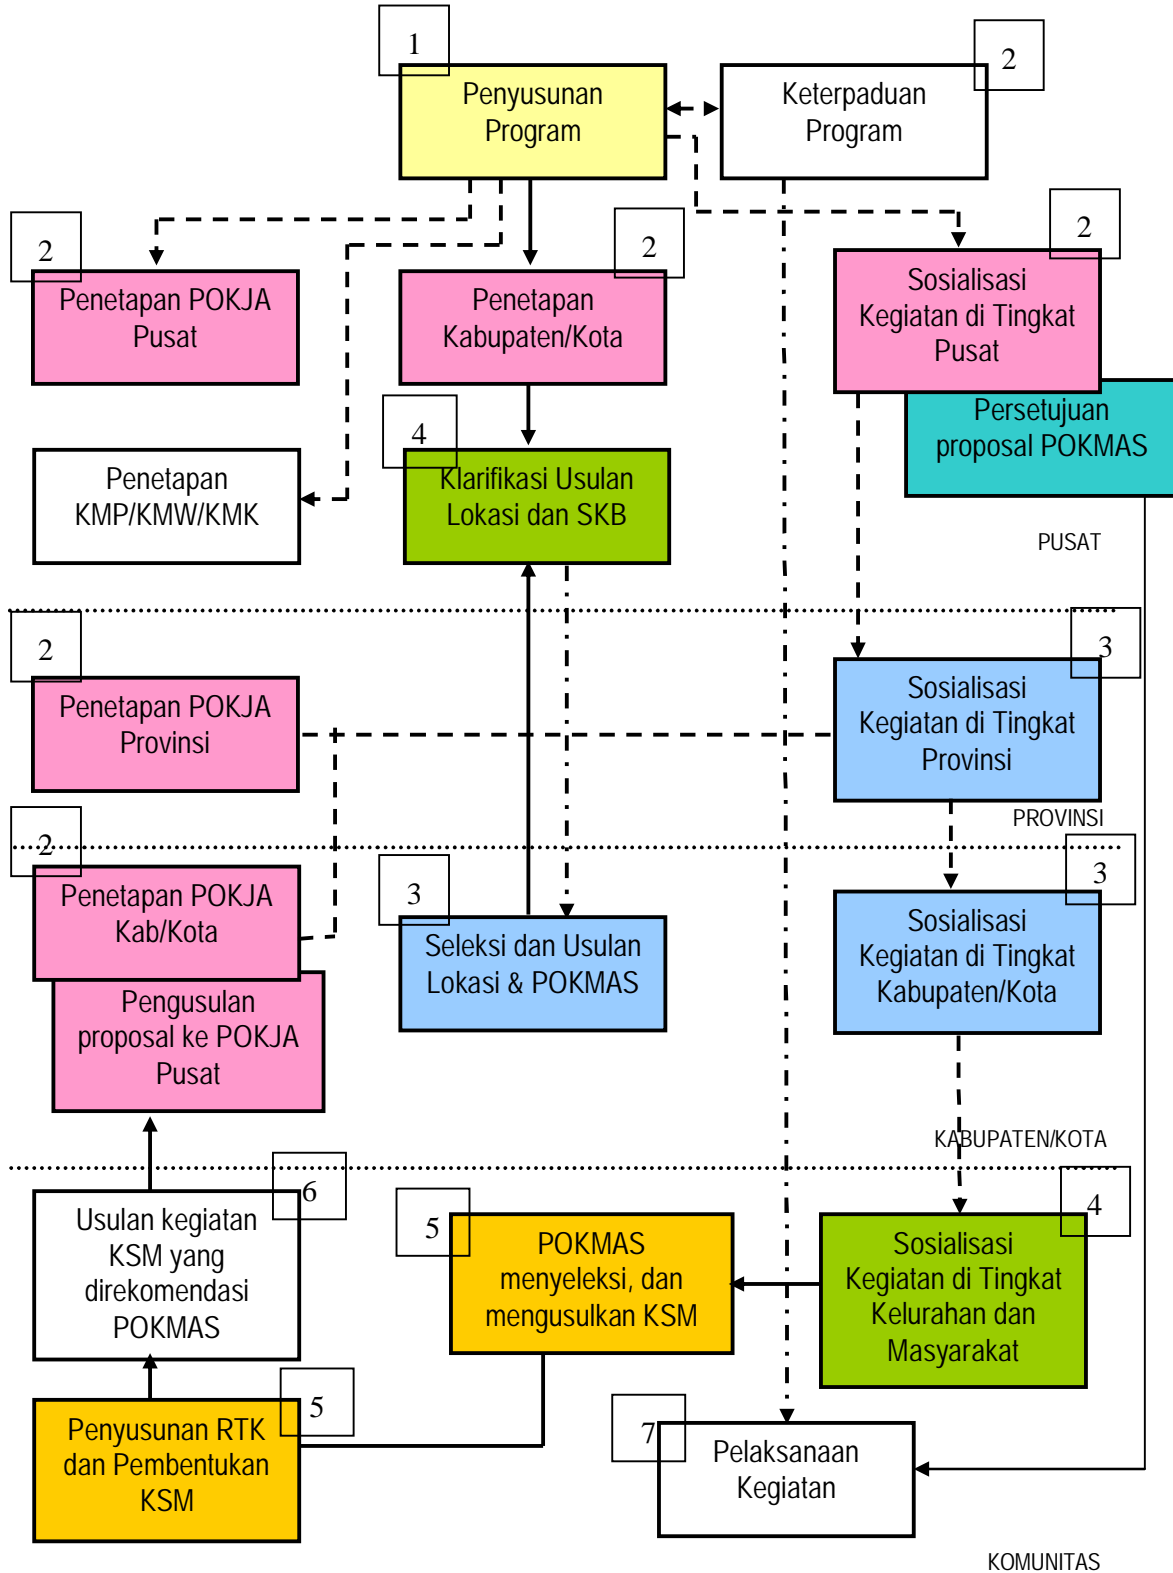 1
Penyusunan
Program
2
Keterpaduan
Program
2
Penetapan POKJA
Pusat
2
Penetapan
Kabupaten/Kota
2
Sosialisasi
Kegiatan di Tingkat
Pusat
Persetujuan
proposal POKMAS
Penetapan
KMP/KMW/KMK
4
Klarifikasi Usulan
Lokasi dan SKB
PUSAT
2
Penetapan POKJA
Provinsi
3
Sosialisasi
Kegiatan di Tingkat
Provinsi
PROVINSI
2
Penetapan POKJA
Kab/Kota
Pengusulan
proposal ke POKJA
Pusat
3
Seleksi dan Usulan
Lokasi & POKMAS
3
Sosialisasi
Kegiatan di Tingkat
Kabupaten/Kota
KABUPATEN/KOTA
6
Usulan kegiatan
KSM yang
direkomendasi
POKMAS
5
POKMAS
menyeleksi, dan
mengusulkan KSM
4
Sosialisasi
Kegiatan di Tingkat
Kelurahan dan
Masyarakat
5
Penyusunan RTK
dan Pembentukan
KSM
7
Pelaksanaan
Kegiatan
KOMUNITAS